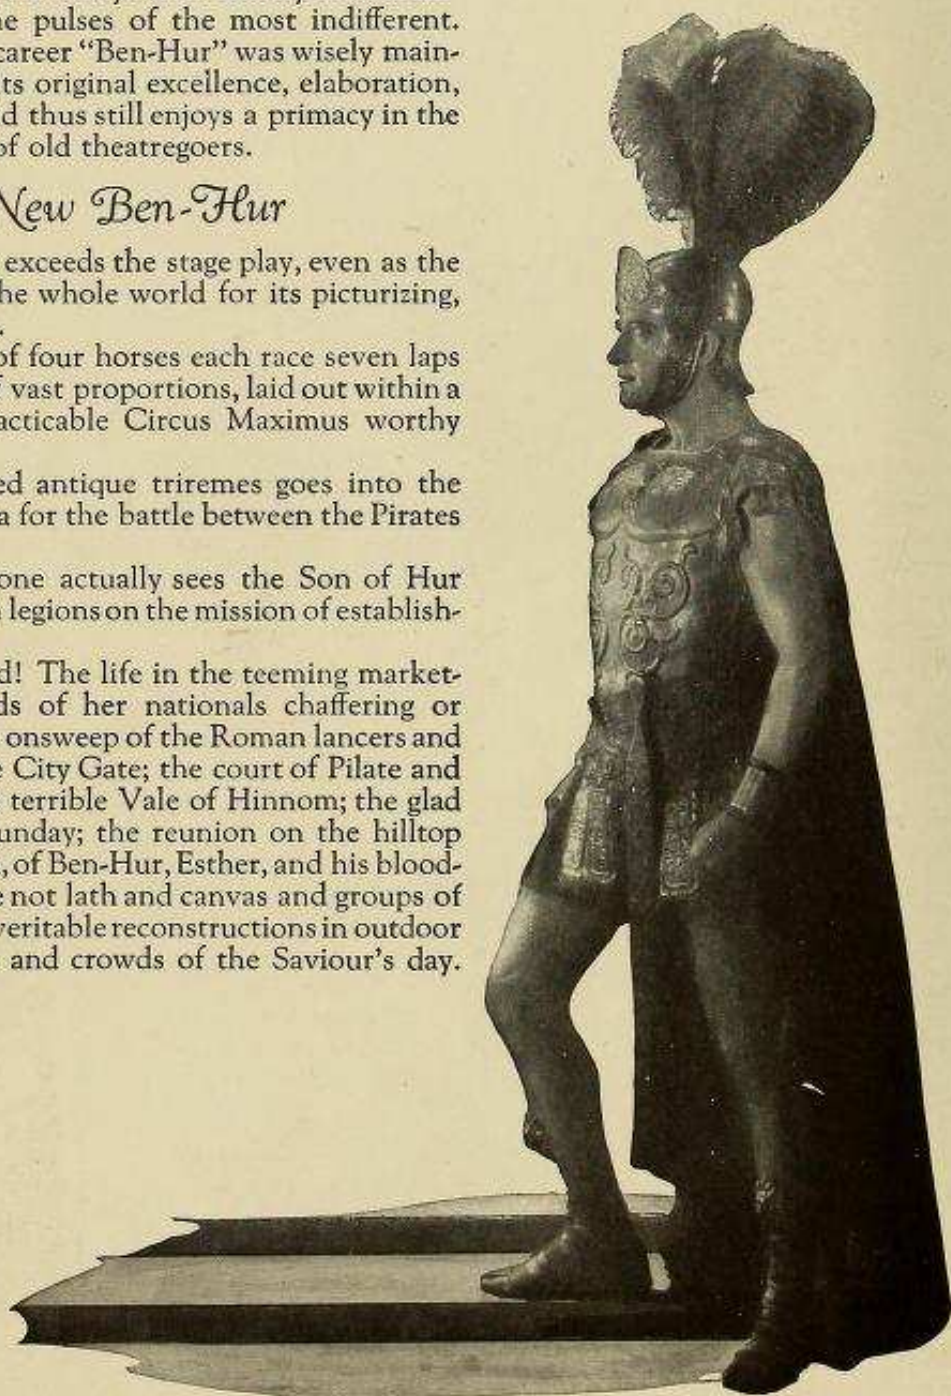 he pulses of the most indifferent.
career “Ben-Hur” was wisely main-
ts original excellence, elaboration,
d thus still enjoys a primacy in the
of old theatregoers.
New Ben-Hur
exceeds the stage play, even as the
he whole world for its picturizing,
.
of four horses each race seven laps
f vast proportions, laid out within a
acticable Circus Maximus worthy
ed antique triremes goes into the
a for the battle between the Pirates
one actually sees the Son of Hur
legions on the mission of establish-
d! The life in the teeming market-
ds of her nationals chaffering or
onsweep of the Roman lancers and
e City Gate; the court of Pilate and
terrible Vale of Hinnom; the glad
unday; the reunion on the hilltop
, of Ben-Hur, Esther, and his blood-
e not lath and canvas and groups of
veritable reconstructions in outdoor
and crowds of the Saviour’s day.